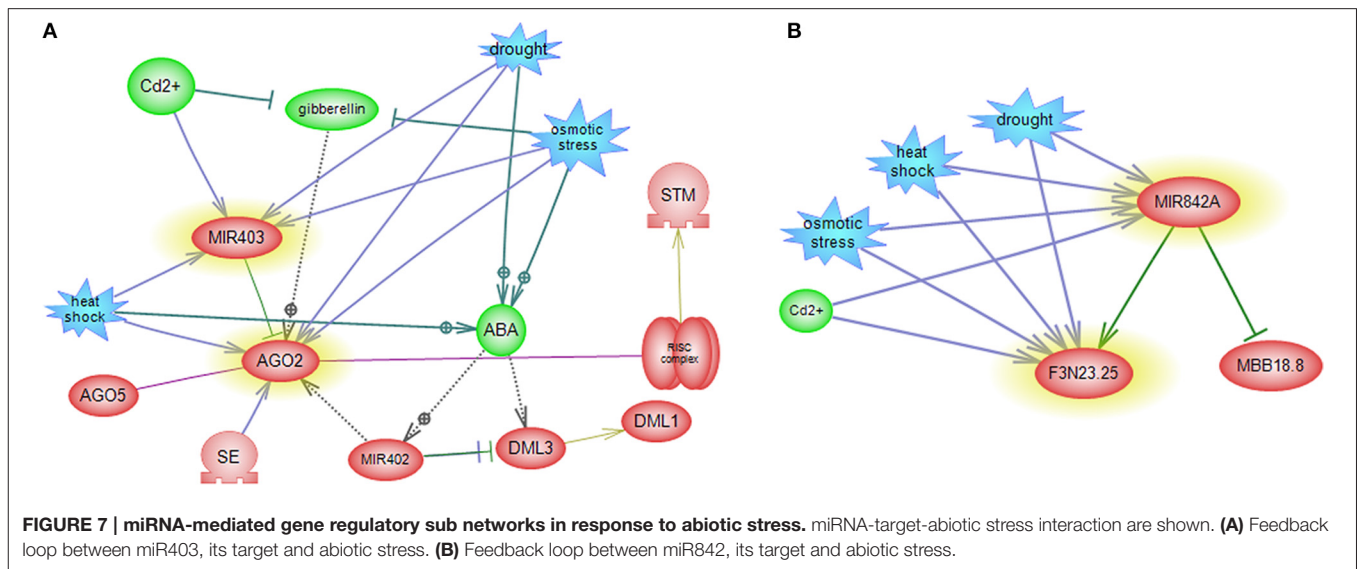 A
drought
Cd2+
gibberellin
osmotic
stress
STM
MIR403
heat
shock
ABA
RISC
complex
AGO2
AGO5
DML1
SE
MIR402
DML3
B
drought
heat
shock
MIR842A
osmotic
stress
Cd2+
F3N23.25
MBB18.8
FIGURE 7 | miRNA-mediated gene regulatory sub networks in response to abiotic stress. miRNA-target-abiotic stress interaction are shown. (A) Feedback
loop between miR403, its target and abiotic stress. (B) Feedback loop between miR842, its target and abiotic stress.